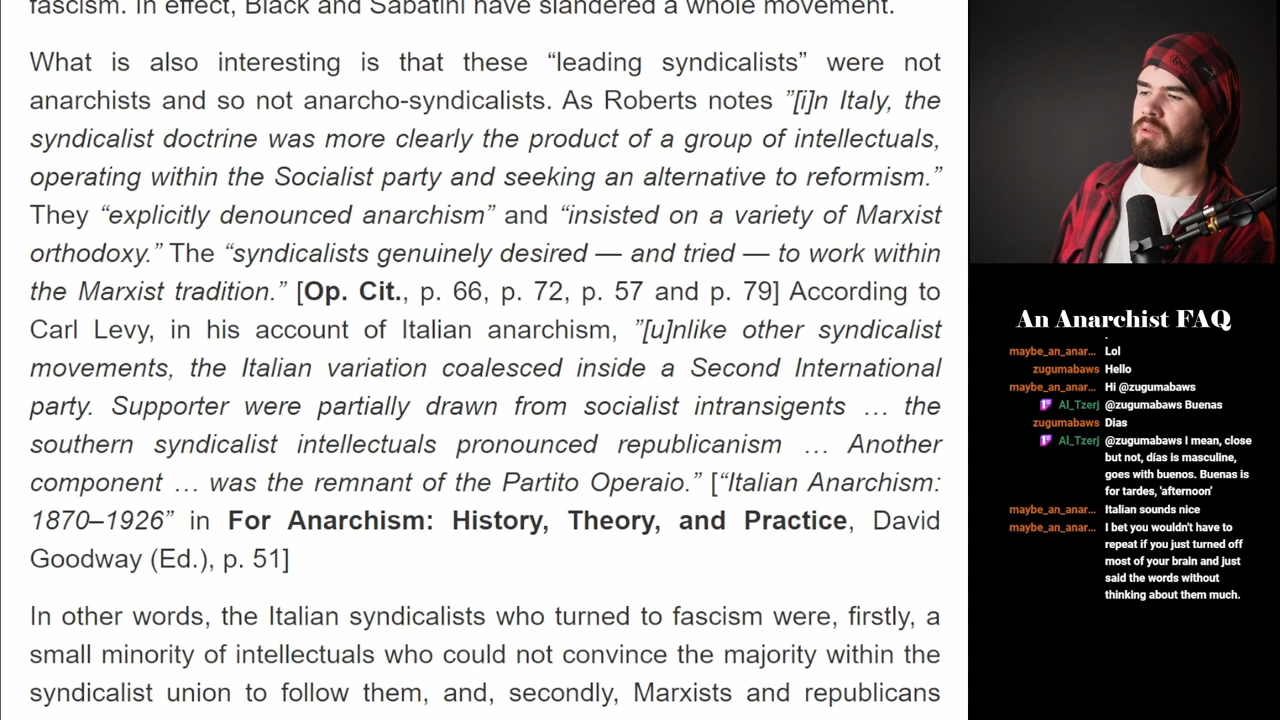 fascism. In effect, Black and Sabatini have slandered a whole movement.
What is also interesting is that these “leading syndicalists” were not
anarchists and so not anarcho-syndicalists. As Roberts notes ”[i]n Italy, the
syndicalist doctrine was more clearly the product of a group of intellectuals,
operating within the Socialist party and seeking an alternative to reformism.”
They “explicitly denounced anarchism” and “insisted on a variety of Marxist
orthodoxy.” The “syndicalists genuinely desired — and tried — to work within
the Marxist tradition.” [Op. Cit., p. 66, p. 72, p. 57 and p. 79] According to
Carl Levy, in his account of Italian anarchism, ”[u]nlike other syndicalist
movements, the Italian variation coalesced inside a Second International
party. Supporter were partially drawn from socialist intransigents … the
southern syndicalist intellectuals pronounced republicanism … Another
component … was the remnant of the Partito Operaio.” [“Italian Anarchism:
1870–1926” in For Anarchism: History, Theory, and Practice, David
Goodway (Ed.), p. 51]
In other words, the Italian syndicalists who turned to fascism were, firstly, a
small minority of intellectuals who could not convince the majority within the
syndicalist union to follow them, and, secondly, Marxists and republicans
An Anarchist FAQ
maybe_an_anar... Lol
zugumabaws Hello
maybe_an_anar... Hi @zugumabaws
Al_Tzerj @zugumabaws Buenas
zugumabaws Dias
Al_Tzerj @zugumabaws I mean, close
but not, días is masculine,
goes with buenos. Buenas is
for tardes, 'afternoon'
maybe_an_anar... Italian sounds nice
maybe_an_anar... I bet you wouldn't have to
repeat if you just turned off
most of your brain and just
said the words without
thinking about them much.